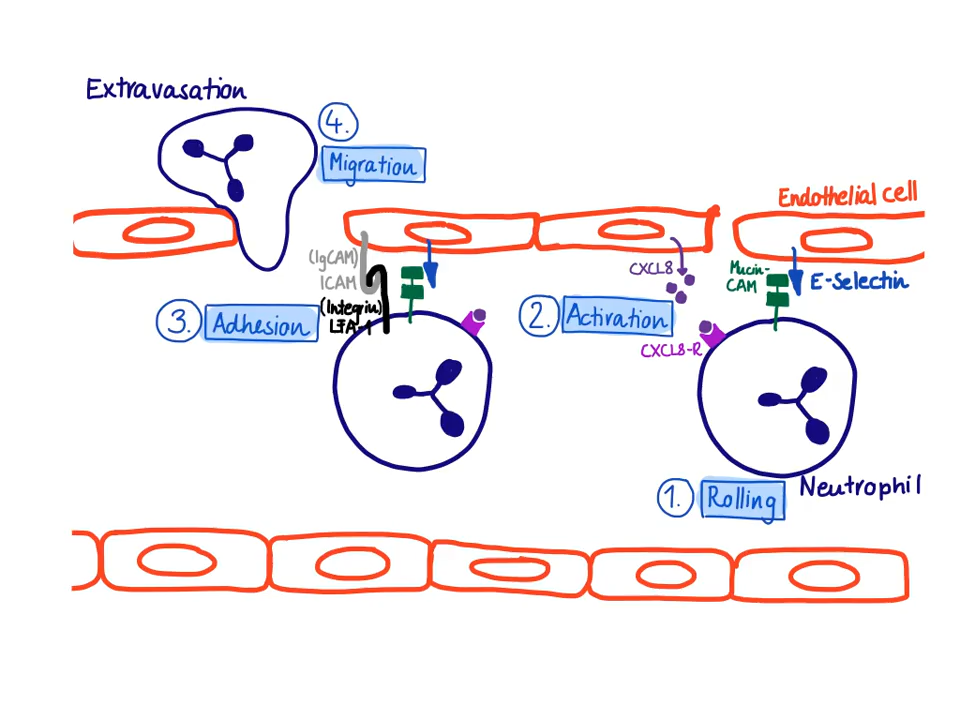 Extravasation
4.
Migration
Endothelial cell
(IgCAM)
ICAM
(Integrin)
LFA-1
3.
Adhesion
CXCL8
2.
Activation
CXCL8-R
Mucin-
CAM
E-Selectin
1.
Rolling
Neutrophil